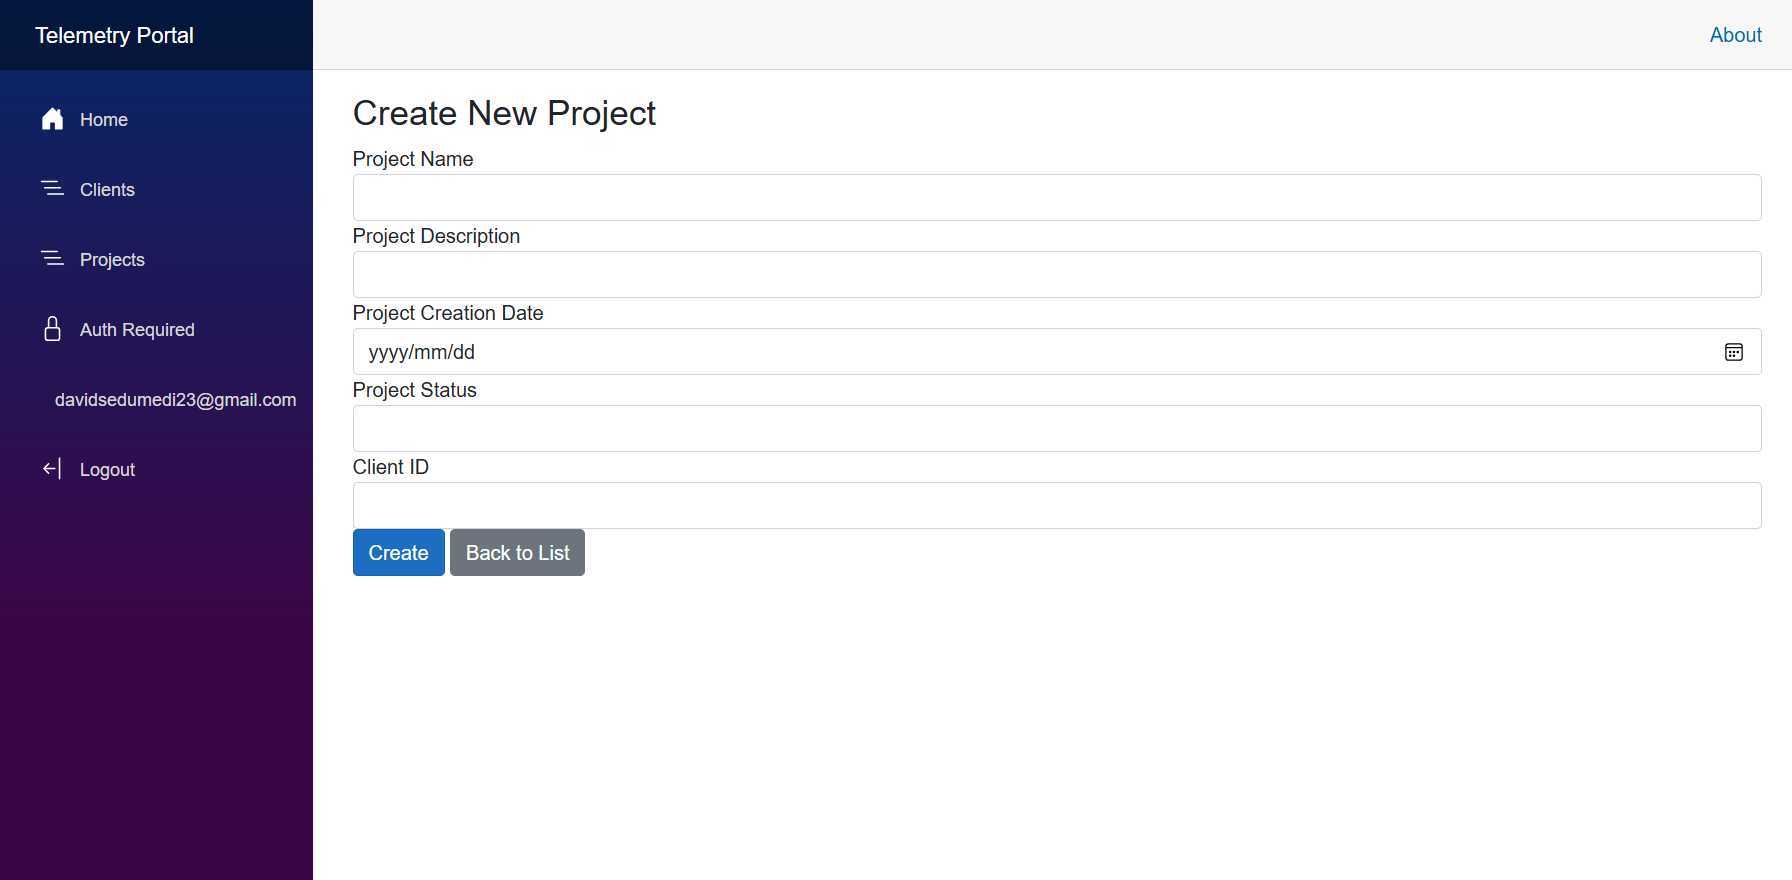 Telemetry Portal
About
Home
Clients
Projects
Auth Required
davidsedumedi23@gmail.com
Logout
Create New Project
Project Name
Project Description
Project Creation Date
yyyy/mm/dd
Project Status
Client ID
Create
Back to List